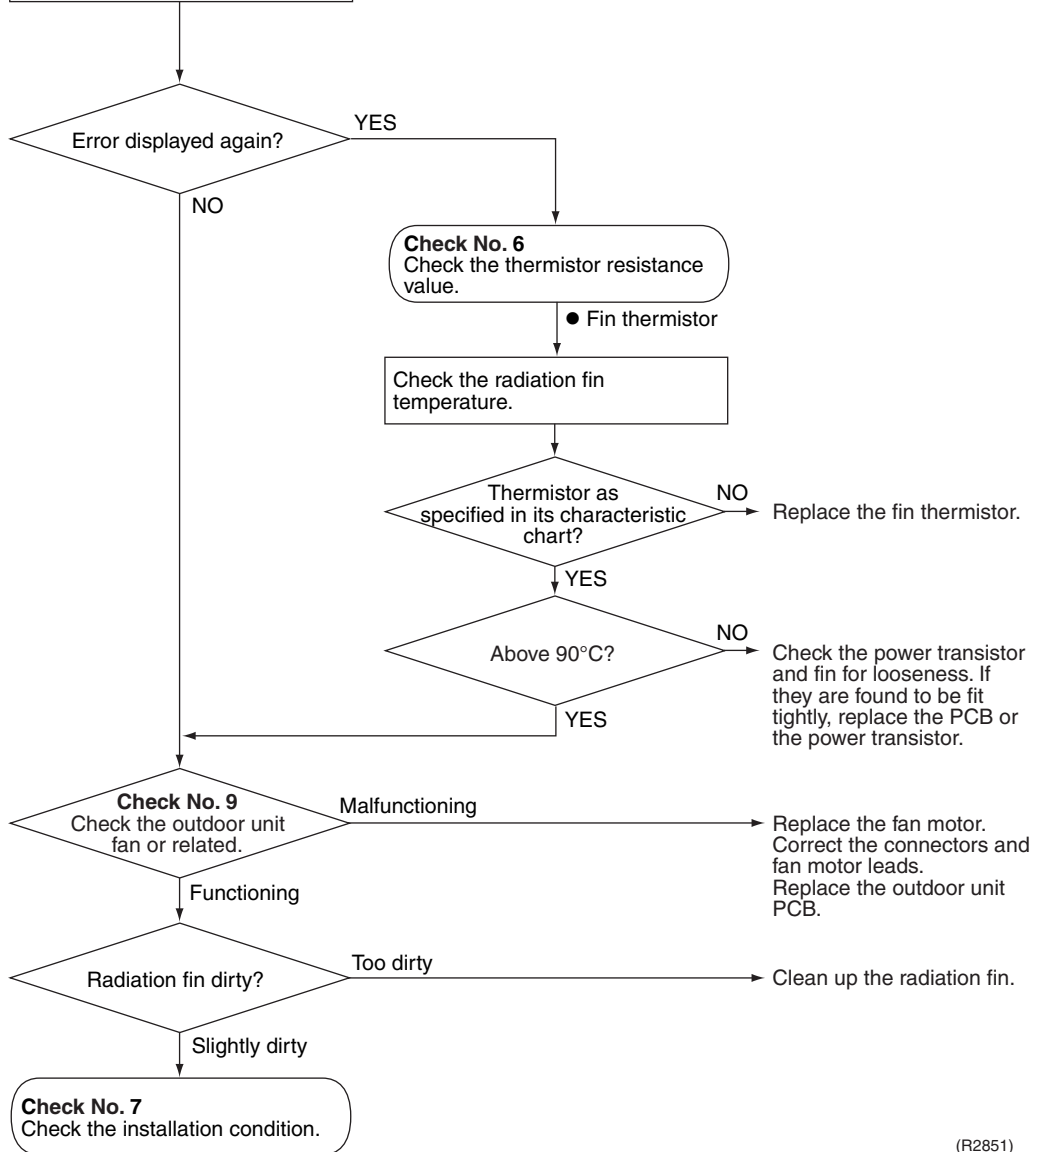 Error displayed again?
YES
NO
Check No. 6
Check the thermistor resistance
value.
● Fin thermistor
Check the radiation fin
temperature.
Thermistor as
specified in its characteristic
chart?
NO
Replace the fin thermistor.
YES
Above 90°C?
NO
Check the power transistor
and fin for looseness. If
they are found to be fit
tightly, replace the PCB or
the power transistor.
YES
Check No. 9
Check the outdoor unit
fan or related.
Malfunctioning
Replace the fan motor.
Correct the connectors and
fan motor leads.
Replace the outdoor unit
PCB.
Functioning
Radiation fin dirty?
Too dirty
Clean up the radiation fin.
Slightly dirty
Check No. 7
Check the installation condition.
(R2851)